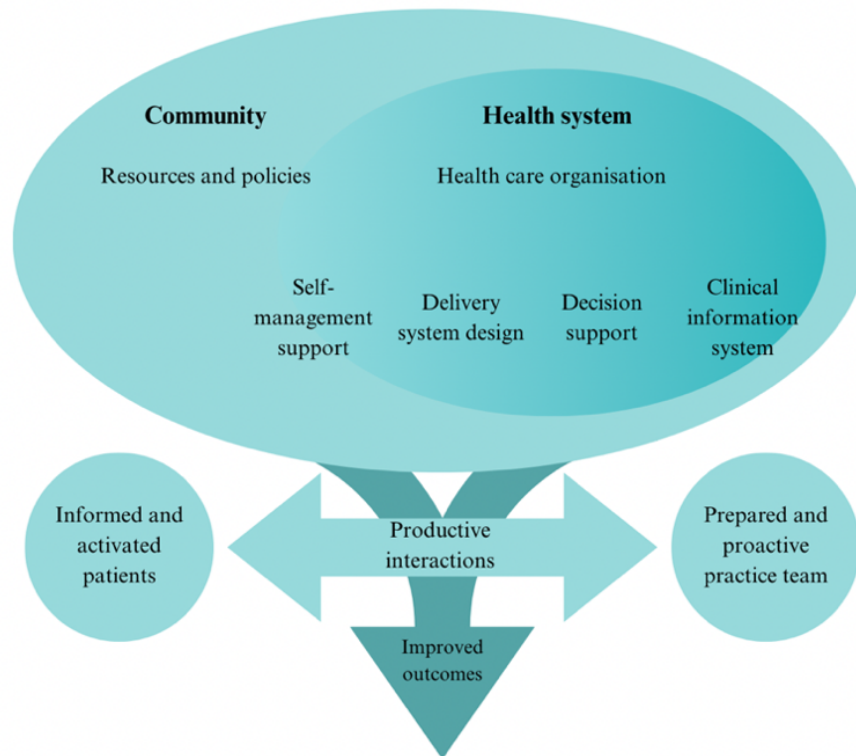 Community
Health system
Resources and policies
Health care organisation
Self-
management
support
Delivery
system design
Decision
support
Clinical
information
system
Informed and
activated
patients
Productive
interactions
Prepared and
proactive
practice team
Improved
outcomes